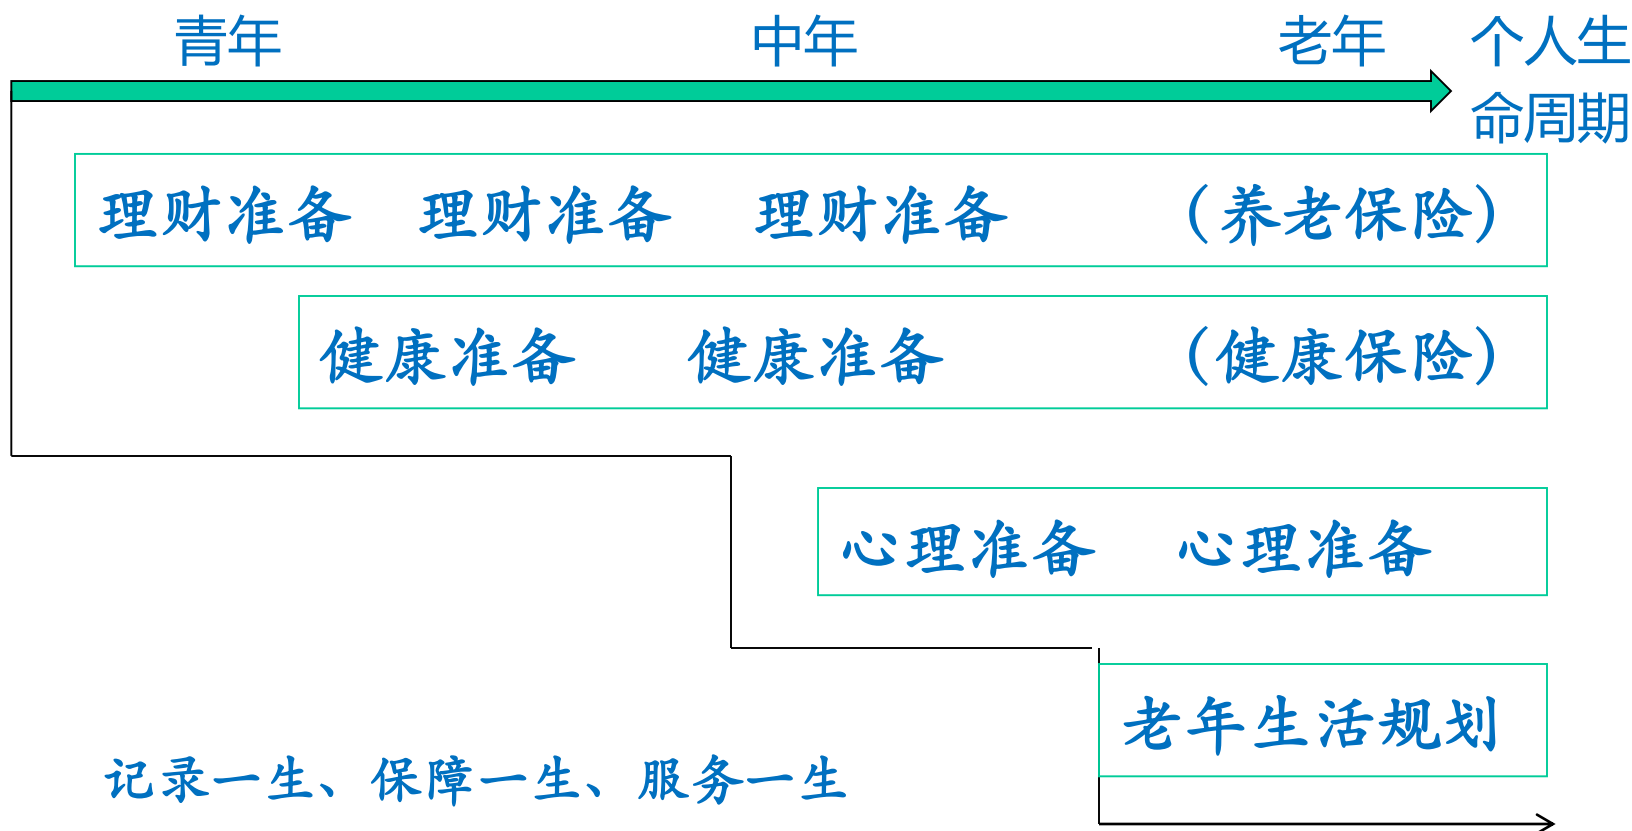 青年 中年 老年 个人生
命周期
理财准备 理财准备 理财准备 （养老保险）
健康准备 健康准备 （健康保险）
心理准备 心理准备
老年生活规划
记录一生、保障一生、服务一生